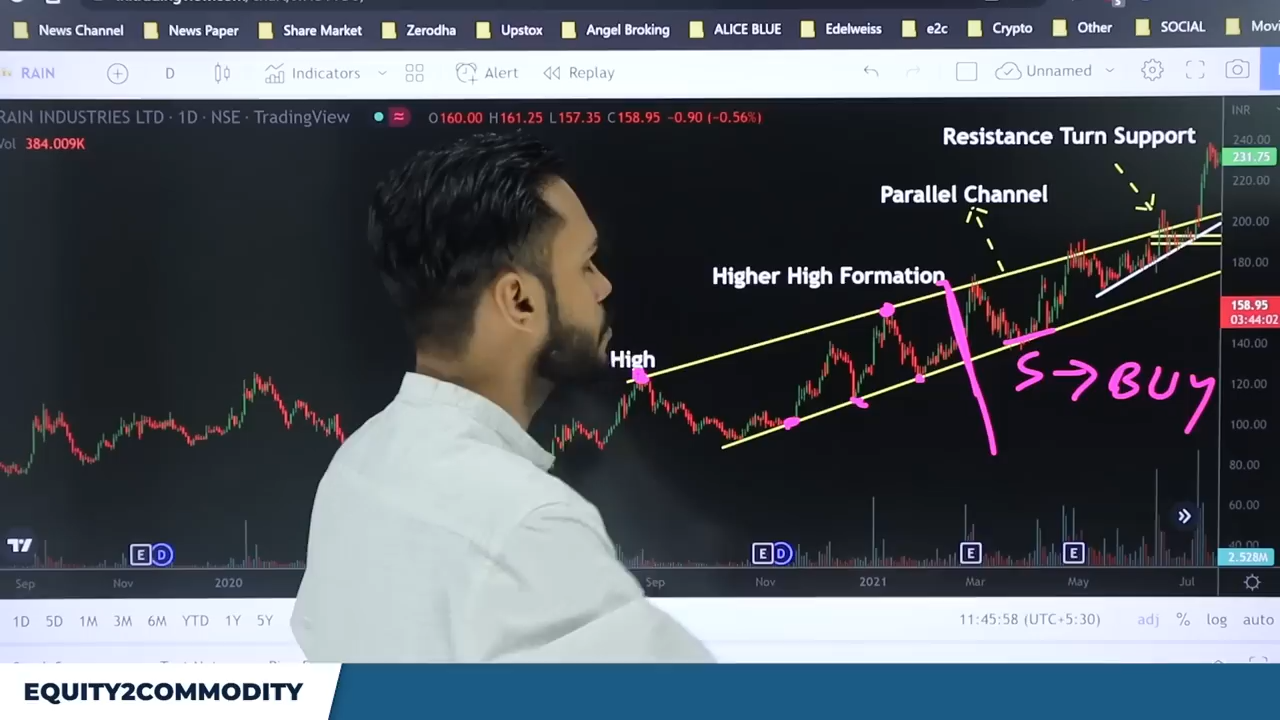 News Channel News Paper Share Market Zerodha Upstox Angel Broking ALICE BLUE Edelweiss e2c Crypto Other SOCIAL Movi
RAIN D Indicators Alert Replay Unnamed
RAIN INDUSTRIES LTD · 1D · NSE · TradingView O160.00 H161.25 L157.35 C158.95 -0.90 (-0.56%) INR
Vol 384.009K
Resistance Turn Support
240.00
231.75
220.00
Parallel Channel
200.00
180.00
Higher High Formation
158.95
03:44:02
140.00
High
S → BUY
120.00
100.00
80.00
60.00
40.00
E D E D E E
2.528M
Sep Nov 2020 Sep Nov 2021 Mar May Jul
1D 5D 1M 3M 6M YTD 1Y 5Y 11:45:58 (UTC+5:30) adj % log auto
EQUITY2COMMODITY